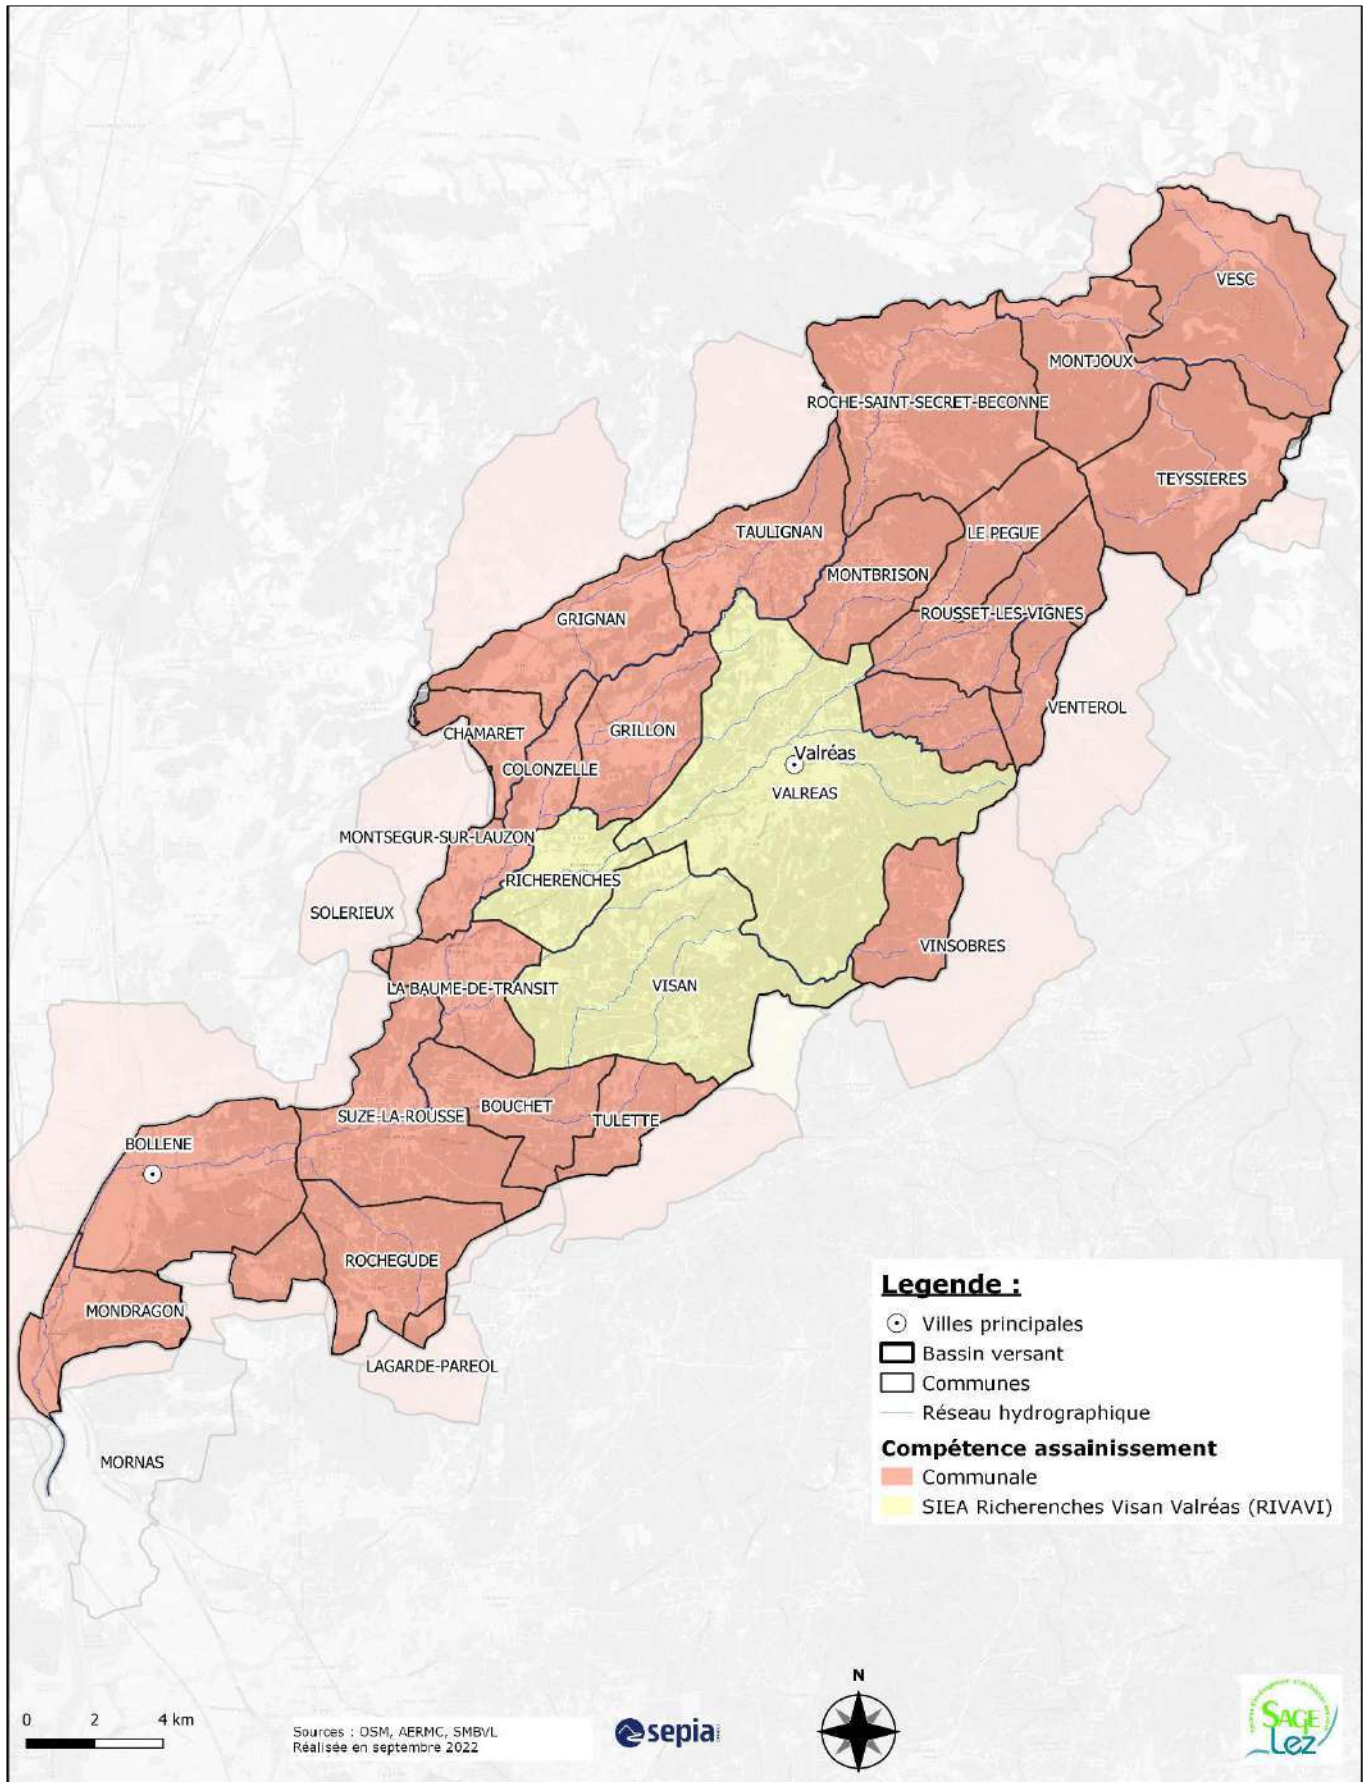 VESC
MONTJOUX
ROCHE-SAINT-SECRET-BECONNE
TEYSSIERES
TAULIGNAN
LE PEGUE
MONTBRISON
GRIGNAN
ROUSSET-LES-VIGNES
VENTEROL
CHAMARET
GRILLON
COLONZELLE
Valréas
VALREAS
MONTSEGUR-SUR-LAUZON
RICHERENCHES
SOLERIEUX
VINSOBRES
LA BAUME-DE-TRANSIT
VISAN
BOUCHET
SUZE-LA-ROUSSE
TULETTE
BOLLENE
ROCHEGUDE
MONDRAGON
LAGARDE-PAREOL
MORNAS
Legende :
Villes principales
Bassin versant
Communes
Réseau hydrographique
Compétence assainissement
Communale
SIEA Richerenches Visan Valréas (RIVAVI)
N
0 2 4 km
Sources : OSM, AERMC, SMBVL
Réalisée en septembre 2022
sepia
SAGE
Lez